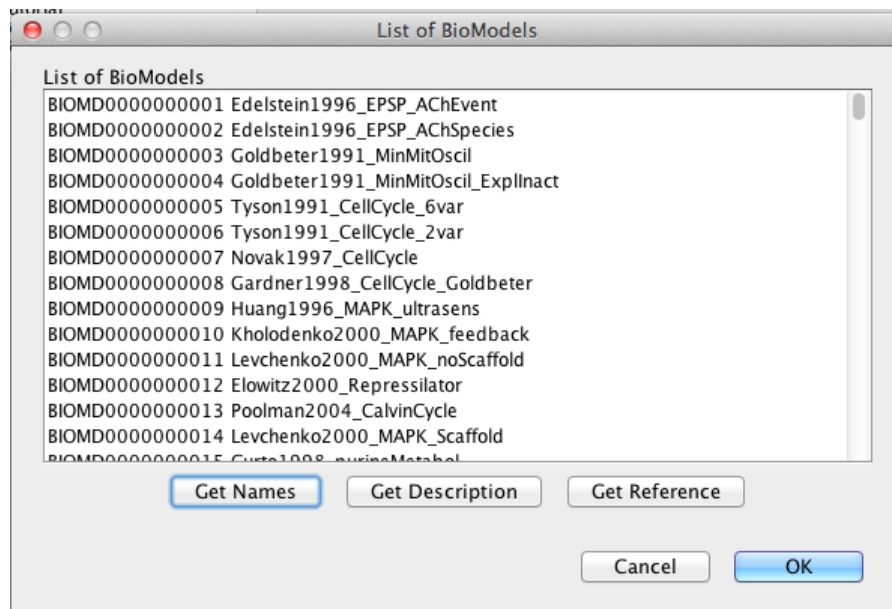 List of BioModels
List of BioModels
BIOMD0000000001 Edelstein1996_EPSP_AChEvent
BIOMD0000000002 Edelstein1996_EPSP_AChSpecies
BIOMD0000000003 Goldbeter1991_MinMitOscil
BIOMD0000000004 Goldbeter1991_MinMitOscil_ExplInact
BIOMD0000000005 Tyson1991_CellCycle_6var
BIOMD0000000006 Tyson1991_CellCycle_2var
BIOMD0000000007 Novak1997_CellCycle
BIOMD0000000008 Gardner1998_CellCycle_Goldbeter
BIOMD0000000009 Huang1996_MAPK_ultrasens
BIOMD0000000010 Kholodenko2000_MAPK_feedback
BIOMD0000000011 Levchenko2000_MAPK_noScaffold
BIOMD0000000012 Elowitz2000_Repressilator
BIOMD0000000013 Poolman2004_CalvinCycle
BIOMD0000000014 Levchenko2000_MAPK_Scaffold
BIOMD0000000015 Curto1998_purineMetabol
Get Names Get Description Get Reference
Cancel OK